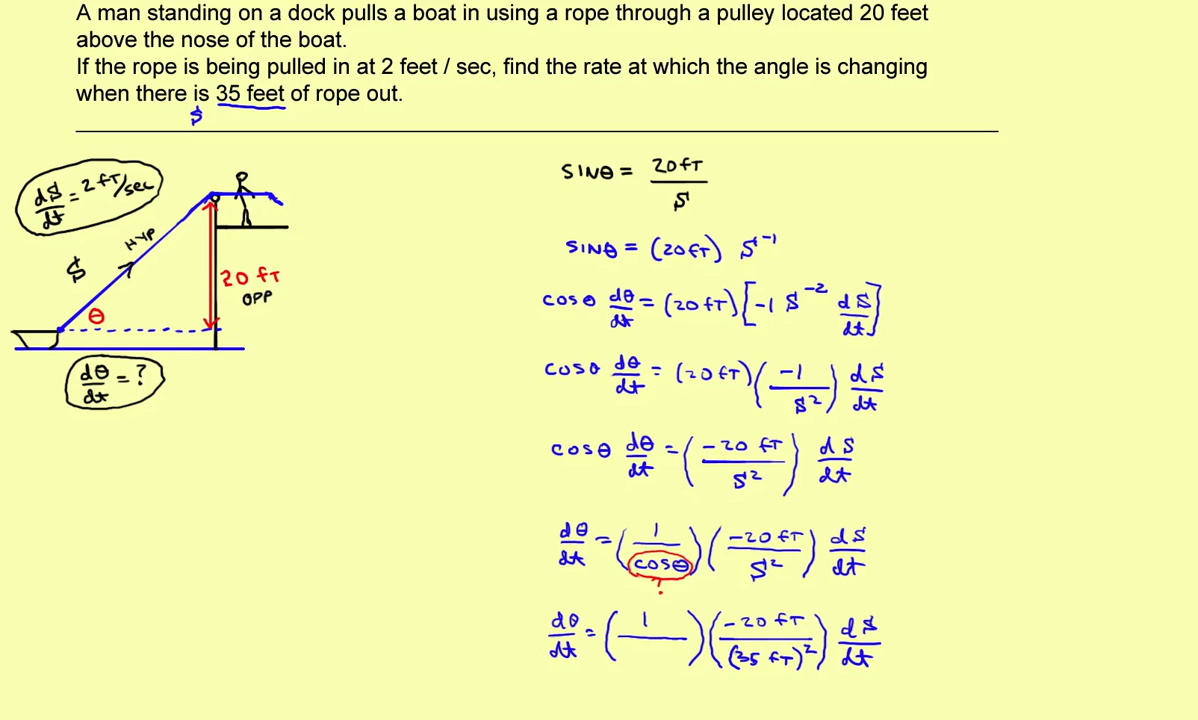 A man standing on a dock pulls a boat in using a rope through a pulley located 20 feet
above the nose of the boat.
If the rope is being pulled in at 2 feet / sec, find the rate at which the angle is changing
when there is 35 feet of rope out.
S
dS/dt = 2 FT/sec
HYP
S
20 FT
OPP
θ
dθ/dt = ?
SINθ = 20FT/S
SINθ = (20FT) S^-1
COSθ dθ/dt = (20FT)[-1 S^-2 dS/dt]
COSθ dθ/dt = (20FT)(-1/S^2) dS/dt
COSθ dθ/dt = (-20 FT/S^2) dS/dt
dθ/dt = (1/COSθ)(-20 FT/S^2) dS/dt
?
dθ/dt = (1/ )(-20 FT/(35 FT)^2) dS/dt